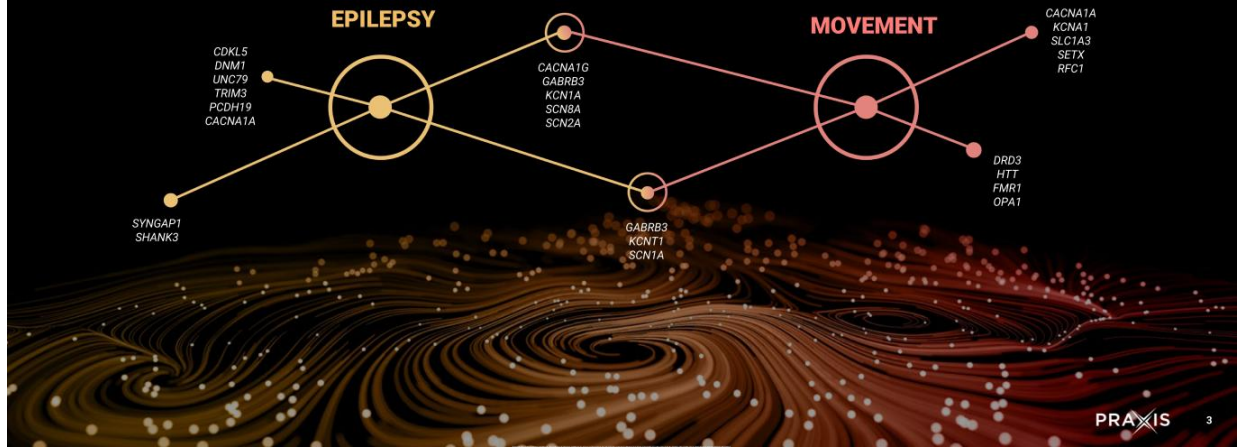 EPILEPSY
MOVEMENT
CDKL5
DNM1
UNC79
TRIM3
PCDH19
CACNA1A
SYNGAP1
SHANK3
CACNA1G
GABRB3
KCN1A
SCN8A
SCN2A
GABRB3
KCNT1
SCN1A
CACNA1A
KCNA1
SLC1A3
SETX
RFC1
DRD3
HTT
FMR1
OPA1
PRAXIS 3